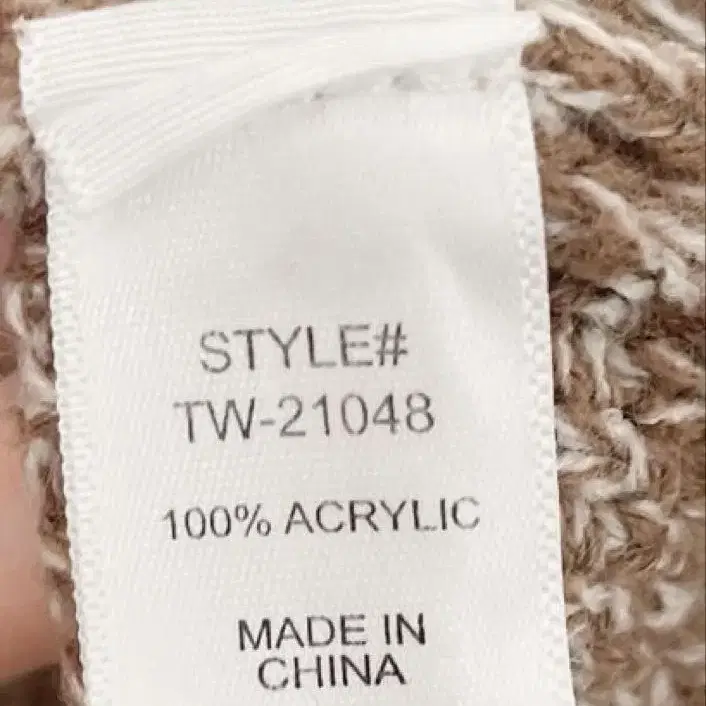 STYLE#
TW-21048
100% ACRYLIC
MADE IN
CHINA